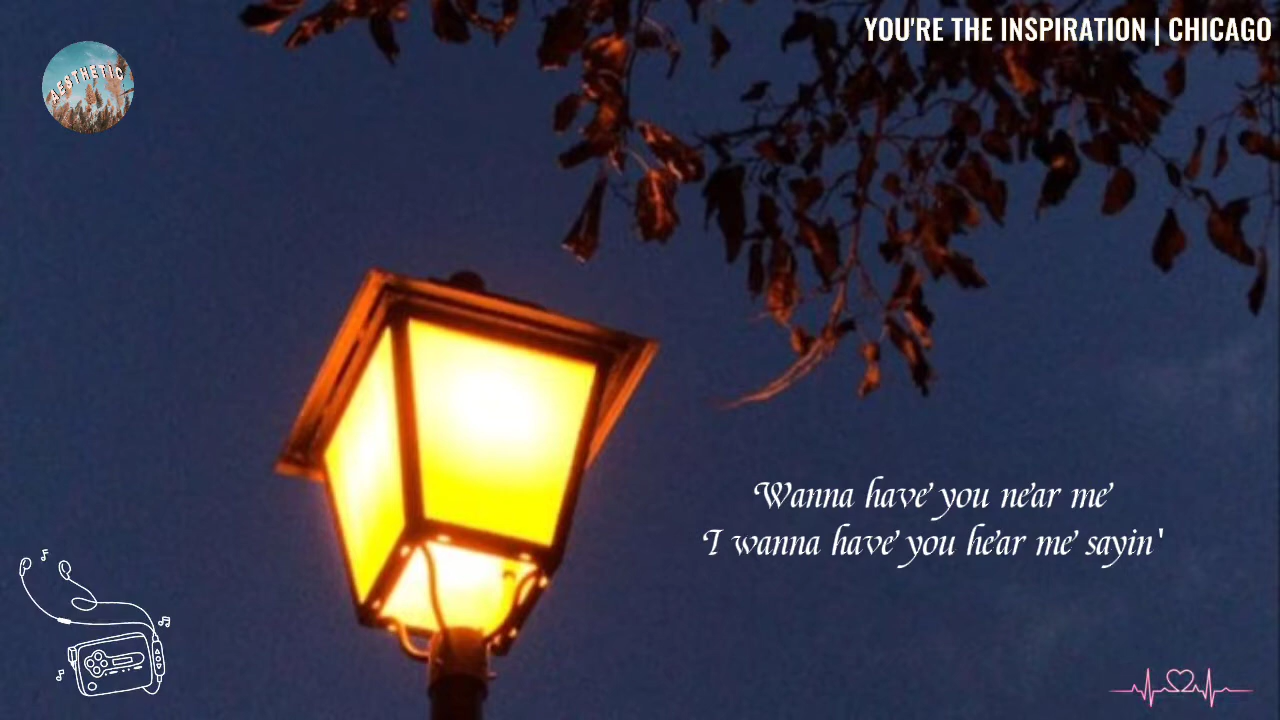 YOU'RE THE INSPIRATION | CHICAGO
AESTHETIC
Wanna have you near me
I wanna have you hear me sayin'